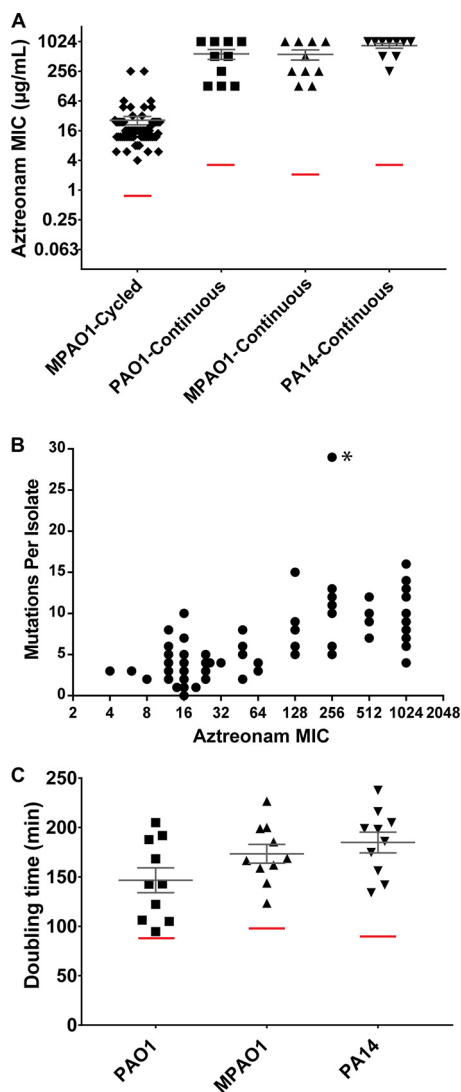 A
Aztreonam MIC (µg/mL)
1024
256
64
16
4
1
0.25
0.063
MPAO1-Cycled
PAO1-Continuous
MPAO1-Continuous
PA14-Continuous
B
Mutations Per Isolate
30
25
20
15
10
5
0
*
2 4 8 16 32 64 128 256 512 1024 2048
Aztreonam MIC
C
Doubling time (min)
250
200
150
100
50
0
PAO1
MPAO1
PA14